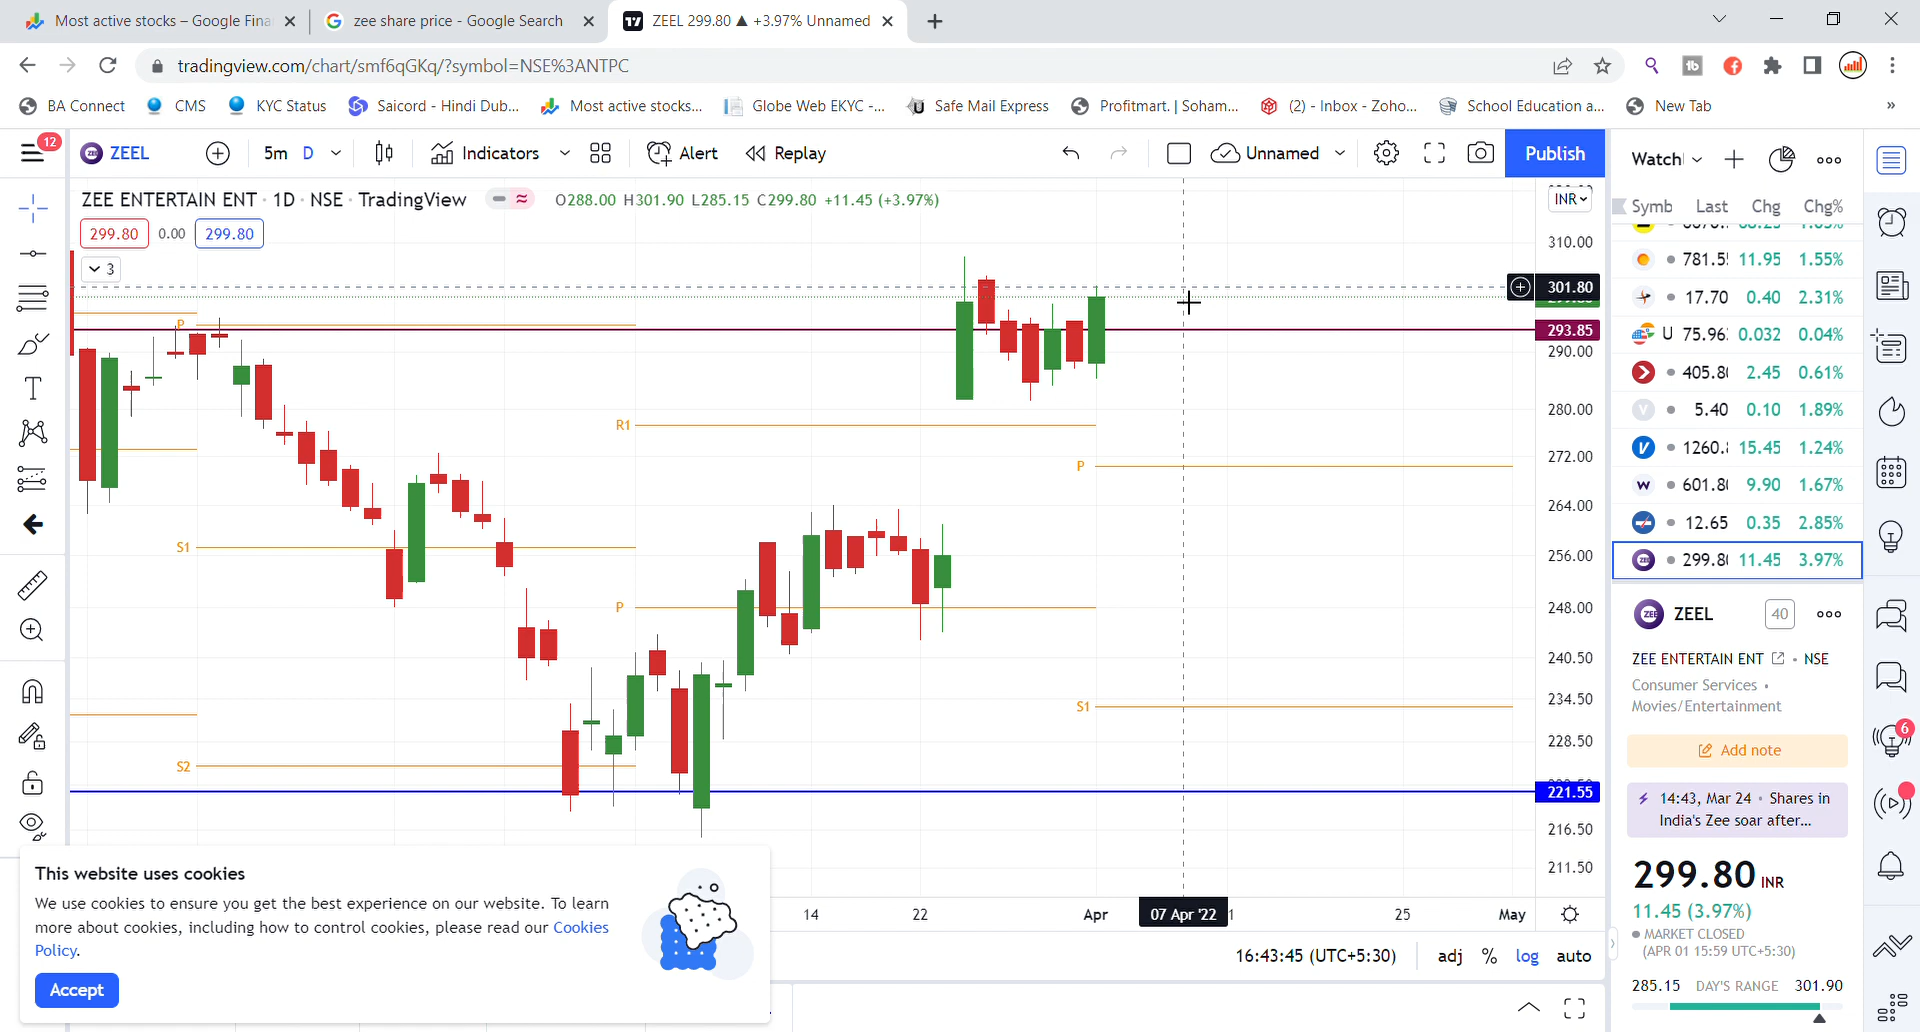 Most active stocks – Google Fina
zee share price - Google Search
ZEEL 299.80 ▲ +3.97% Unnamed
tradingview.com/chart/smf6qGKq/?symbol=NSE%3ANTPC
BA Connect
CMS
KYC Status
Saicord - Hindi Dub...
Most active stocks...
Globe Web EKYC -...
Safe Mail Express
Profitmart. | Soham...
(2) - Inbox - Zoho...
School Education a...
New Tab
»
12
ZEEL
5m D
Indicators
Alert
Replay
Unnamed
Publish
ZEE ENTERTAIN ENT · 1D · NSE · TradingView
O288.00 H301.90 L285.15 C299.80 +11.45 (+3.97%)
299.80 0.00 299.80
3
INR
310.00
301.80
293.85
290.00
280.00
272.00
264.00
256.00
248.00
240.50
234.50
228.50
221.55
216.50
211.50
P
S1
S2
R1
P
P
S1
14
22
Apr
07 Apr '22
25
May
16:43:45 (UTC+5:30)
adj % log auto
This website uses cookies
We use cookies to ensure you get the best experience on our website. To learn
more about cookies, including how to control cookies, please read our Cookies
Policy.
Accept
Symb Last Chg Chg%
781.5 11.95 1.55%
17.70 0.40 2.31%
U 75.96 0.032 0.04%
405.8 2.45 0.61%
5.40 0.10 1.89%
1260. 15.45 1.24%
601.8 9.90 1.67%
12.65 0.35 2.85%
299.8 11.45 3.97%
ZEEL 40
ZEE ENTERTAIN ENT · NSE
Consumer Services •
Movies/Entertainment
Add note
14:43, Mar 24 • Shares in
India's Zee soar after...
299.80 INR
11.45 (3.97%)
MARKET CLOSED
(APR 01 15:59 UTC+5:30)
285.15 DAY'S RANGE 301.90
6